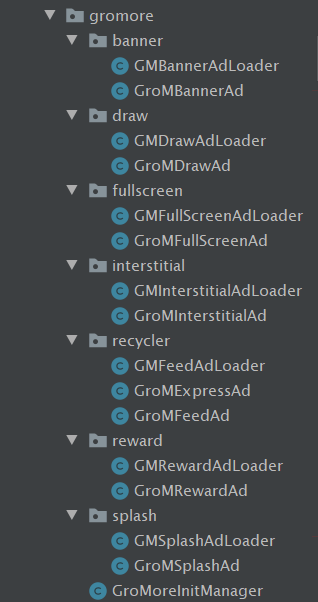 gromore
banner
GMBannerAdLoader
GroMBannerAd
draw
GMDrawAdLoader
GroMDrawAd
fullscreen
GMFullScreenAdLoader
GroMFullScreenAd
interstitial
GMInterstitialAdLoader
GroMInterstitialAd
recycler
GMFeedAdLoader
GroMExpressAd
GroMFeedAd
reward
GMRewardAdLoader
GroMRewardAd
splash
GMSplashAdLoader
GroMSplashAd
GroMoreInitManager